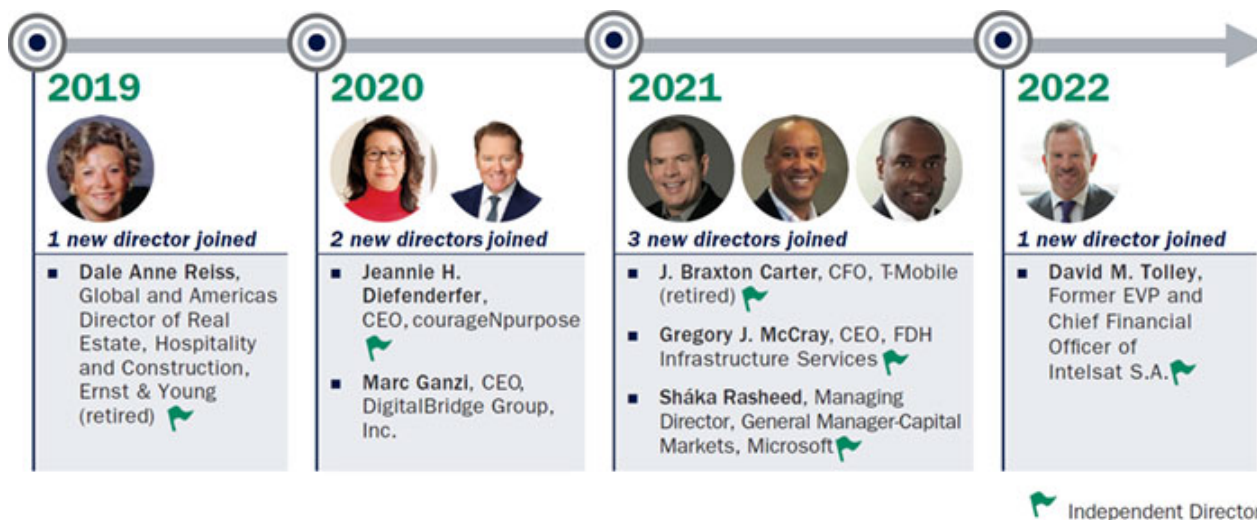 2019
1 new director joined
Dale Anne Reiss,
Global and Americas
Director of Real
Estate, Hospitality
and Construction,
Ernst & Young
(retired)
2020
2 new directors joined
Jeannie H.
Diefenderfer,
CEO, courageNpurpose
Marc Ganzi, CEO,
DigitalBridge Group,
Inc.
2021
3 new directors joined
J. Braxton Carter, CFO, T-Mobile
(retired)
Gregory J. McCray, CEO, FDH
Infrastructure Services
Sháka Rasheed, Managing
Director, General Manager-Capital
Markets, Microsoft
2022
1 new director joined
David M. Tolley,
Former EVP and
Chief Financial
Officer of
Intelsat S.A.
Independent Director